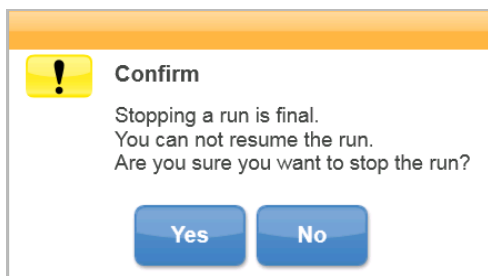 Confirm
Stopping a run is final.
You can not resume the run.
Are you sure you want to stop the run?
Yes
No